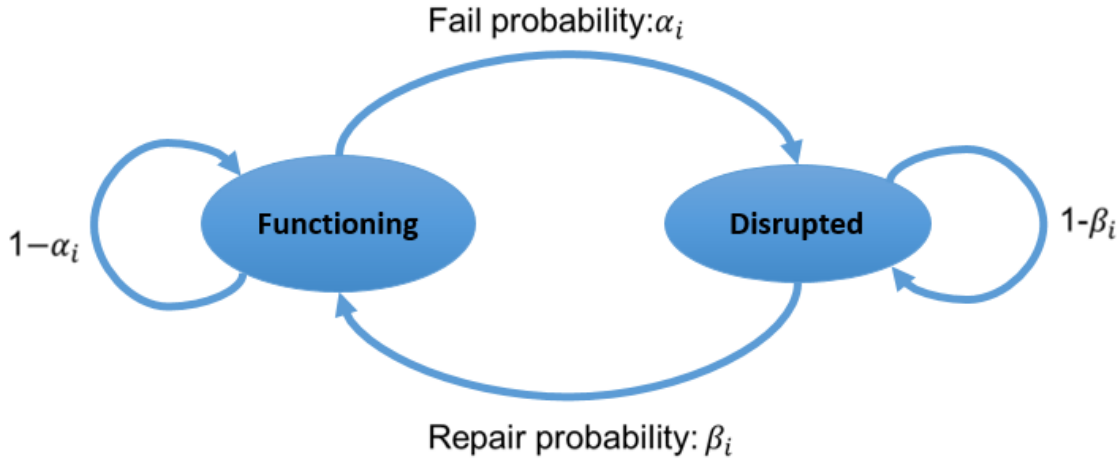 Fail probability:αᵢ
Functioning
Disrupted
1−αᵢ
1-βᵢ
Repair probability: βᵢ